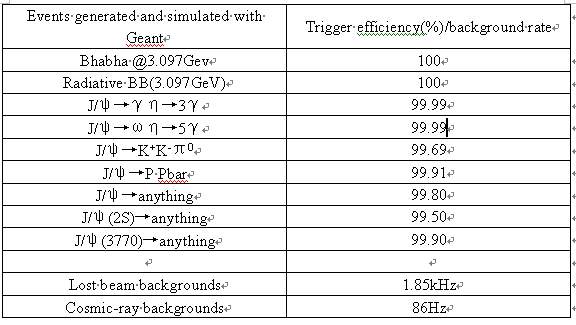 Events generated and simulated with
Geant
Trigger efficiency(%)/background rate
Bhabha @3.097Gev 100
Radiative BB(3.097GeV) 100
J/ψ →γ η →3γ 99.99
J/ψ →ω η →5γ 99.99
J/ψ →K⁺K⁻π⁰ 99.69
J/ψ →P Pbar 99.91
J/ψ →anything 99.80
J/ψ (2S)→anything 99.50
J/ψ (3770)→anything 99.90
Lost beam backgrounds 1.85kHz
Cosmic-ray backgrounds 86Hz